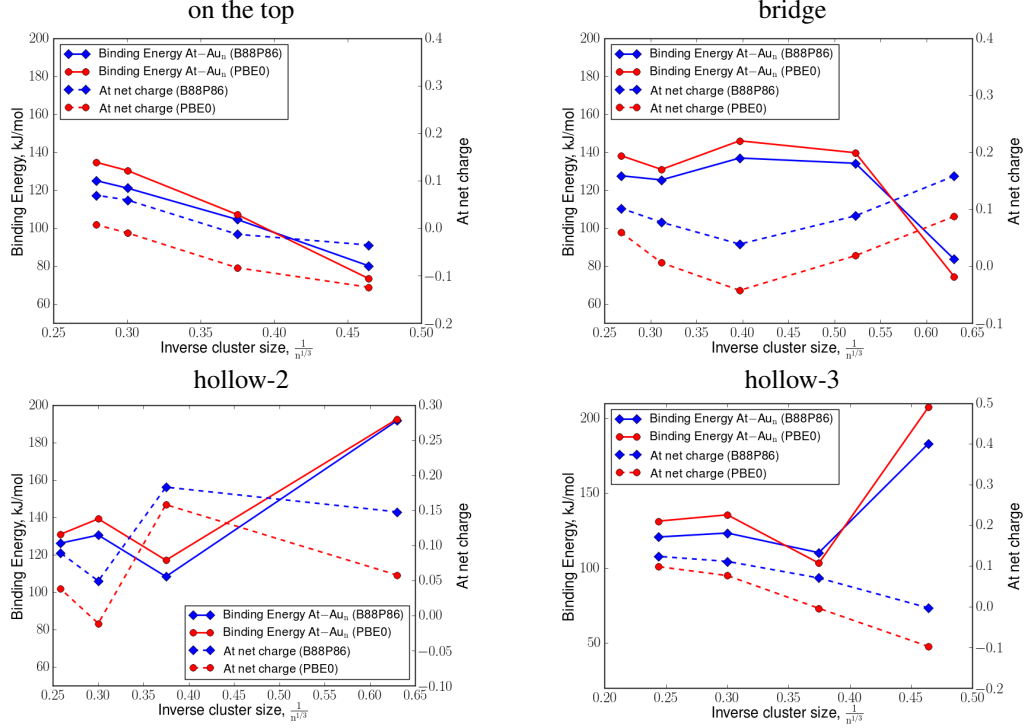 on the top
200
180
160
140
120
100
80
60
0.4
0.3
0.2
0.1
0.0
−0.1
−0.2
0.25
0.30
0.35
0.40
0.45
0.50
Binding Energy, kJ/mol
At net charge
Inverse cluster size, 1/n^1/3
Binding Energy At−Aun (B88P86)
Binding Energy At−Aun (PBE0)
At net charge (B88P86)
At net charge (PBE0)
bridge
200
180
160
140
120
100
80
60
0.4
0.3
0.2
0.1
0.0
−0.1
0.25
0.30
0.35
0.40
0.45
0.50
0.55
0.60
0.65
Binding Energy, kJ/mol
At net charge
Inverse cluster size, 1/n^1/3
Binding Energy At−Aun (B88P86)
Binding Energy At−Aun (PBE0)
At net charge (B88P86)
At net charge (PBE0)
hollow-2
200
180
160
140
120
100
80
60
0.30
0.25
0.20
0.15
0.10
0.05
0.00
−0.05
−0.10
0.25
0.30
0.35
0.40
0.45
0.50
0.55
0.60
0.65
Binding Energy, kJ/mol
At net charge
Inverse cluster size, 1/n^1/3
Binding Energy At−Aun (B88P86)
Binding Energy At−Aun (PBE0)
At net charge (B88P86)
At net charge (PBE0)
hollow-3
200
150
100
50
0.5
0.4
0.3
0.2
0.1
0.0
−0.1
−0.2
0.20
0.25
0.30
0.35
0.40
0.45
0.50
Binding Energy, kJ/mol
At net charge
Inverse cluster size, 1/n^1/3
Binding Energy At−Aun (B88P86)
Binding Energy At−Aun (PBE0)
At net charge (B88P86)
At net charge (PBE0)